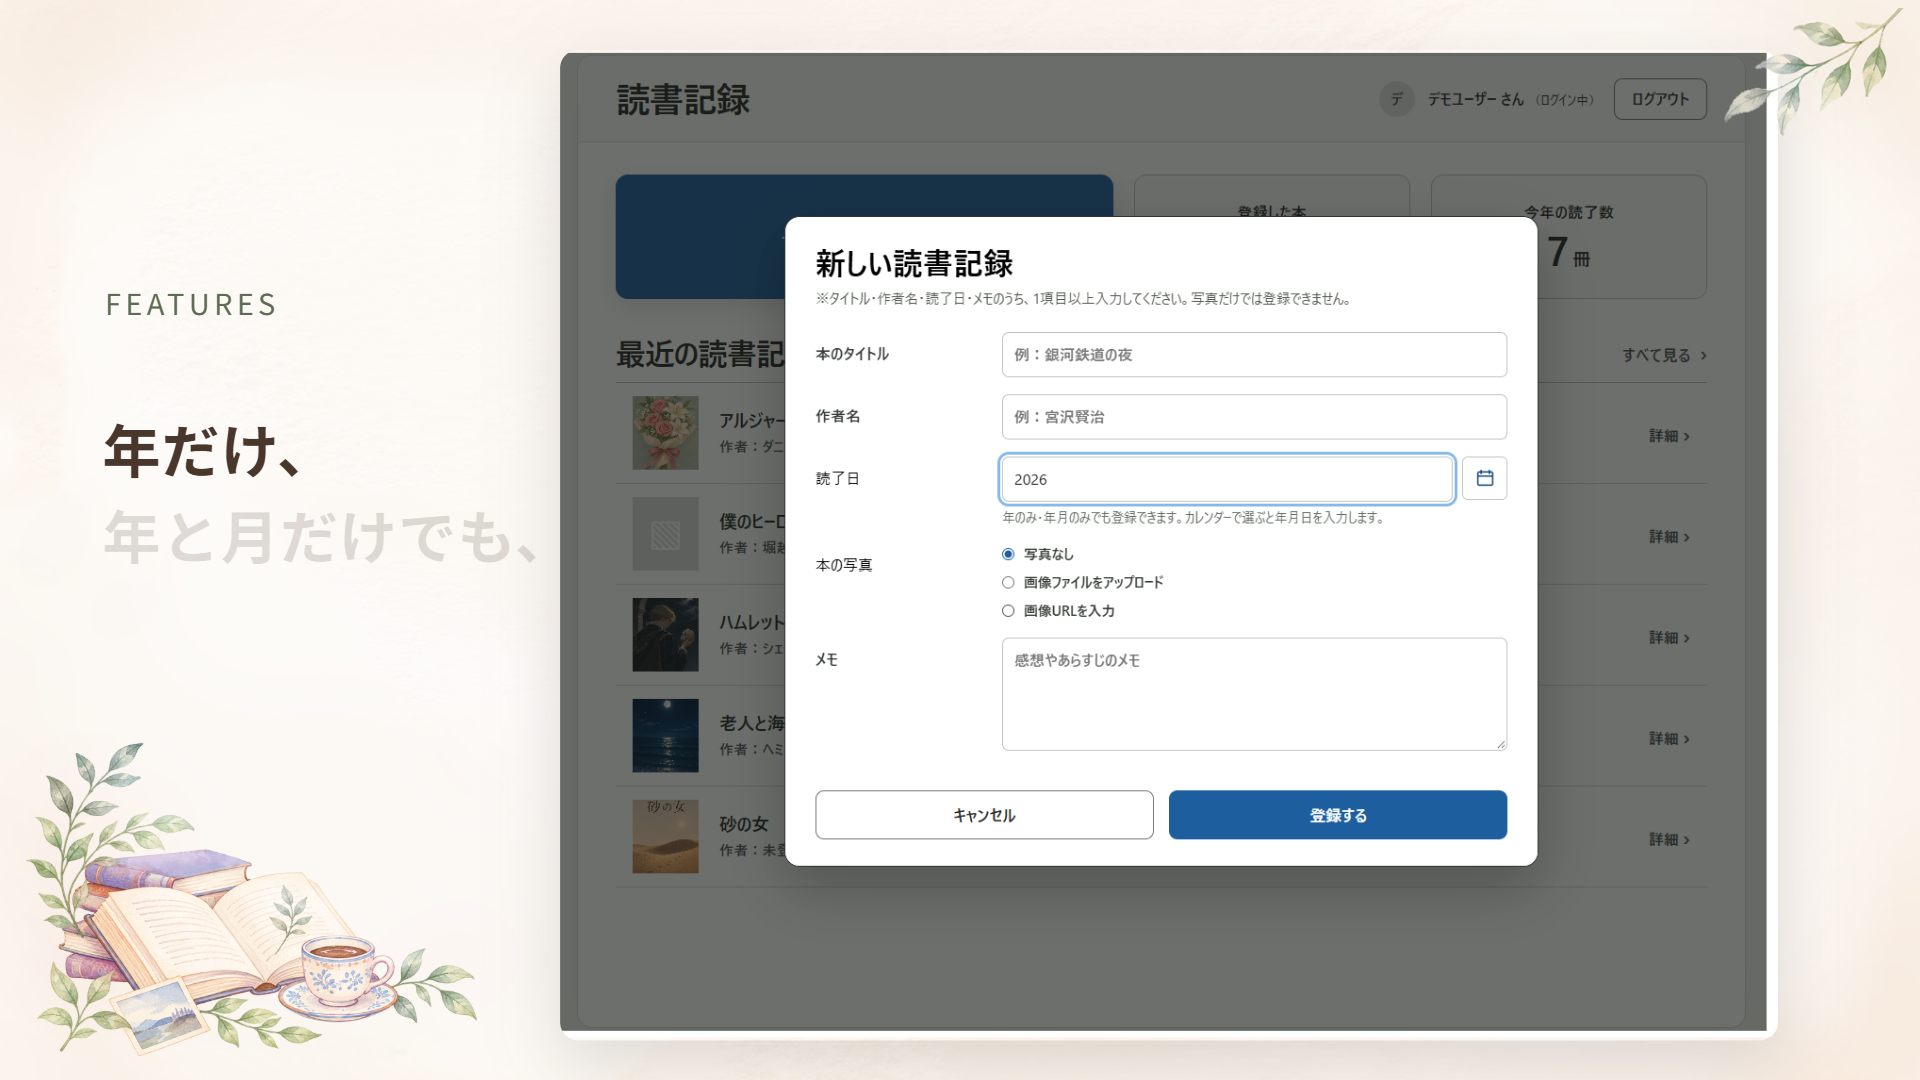 FEATURES
年だけ、
年と月だけでも、
読書記録
デ デモユーザー さん (ログイン中) ログアウト
登録した本
今年の読了数
7 冊
最近の読書記
すべて見る ›
アルジャー
作者：ダニ
詳細 ›
僕のヒーロ
作者：堀越
詳細 ›
ハムレット
作者：シェ
詳細 ›
老人と海
作者：ヘミ
詳細 ›
砂の女
砂の女
作者：未登
詳細 ›
新しい読書記録
※タイトル・作者名・読了日・メモのうち、1項目以上入力してください。写真だけでは登録できません。
本のタイトル
例：銀河鉄道の夜
作者名
例：宮沢賢治
読了日
2026
年のみ・年月のみでも登録できます。カレンダーで選ぶと年月日を入力します。
本の写真
写真なし
画像ファイルをアップロード
画像URLを入力
メモ
感想やあらすじのメモ
キャンセル
登録する